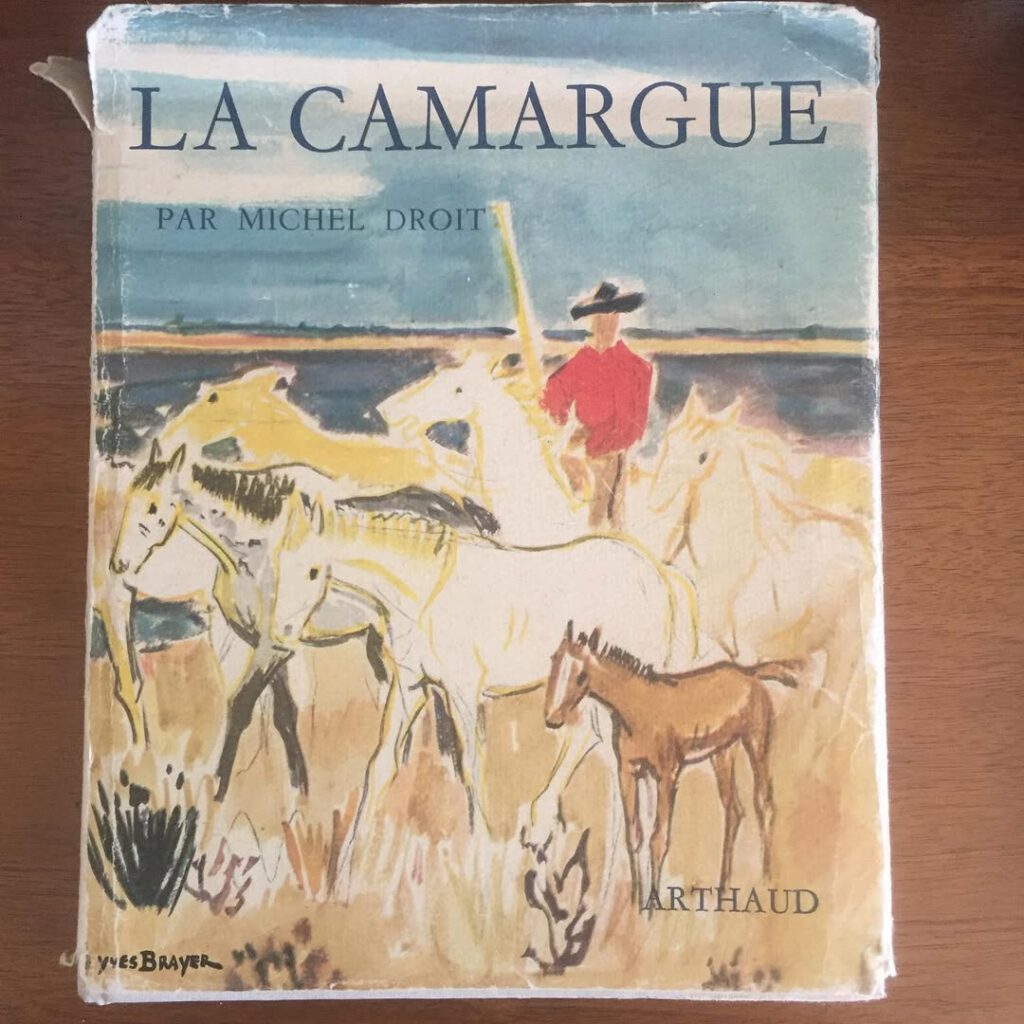 LA CAMARGUE
PAR MICHEL DROIT
ARTHAUD
YVES BRAYER